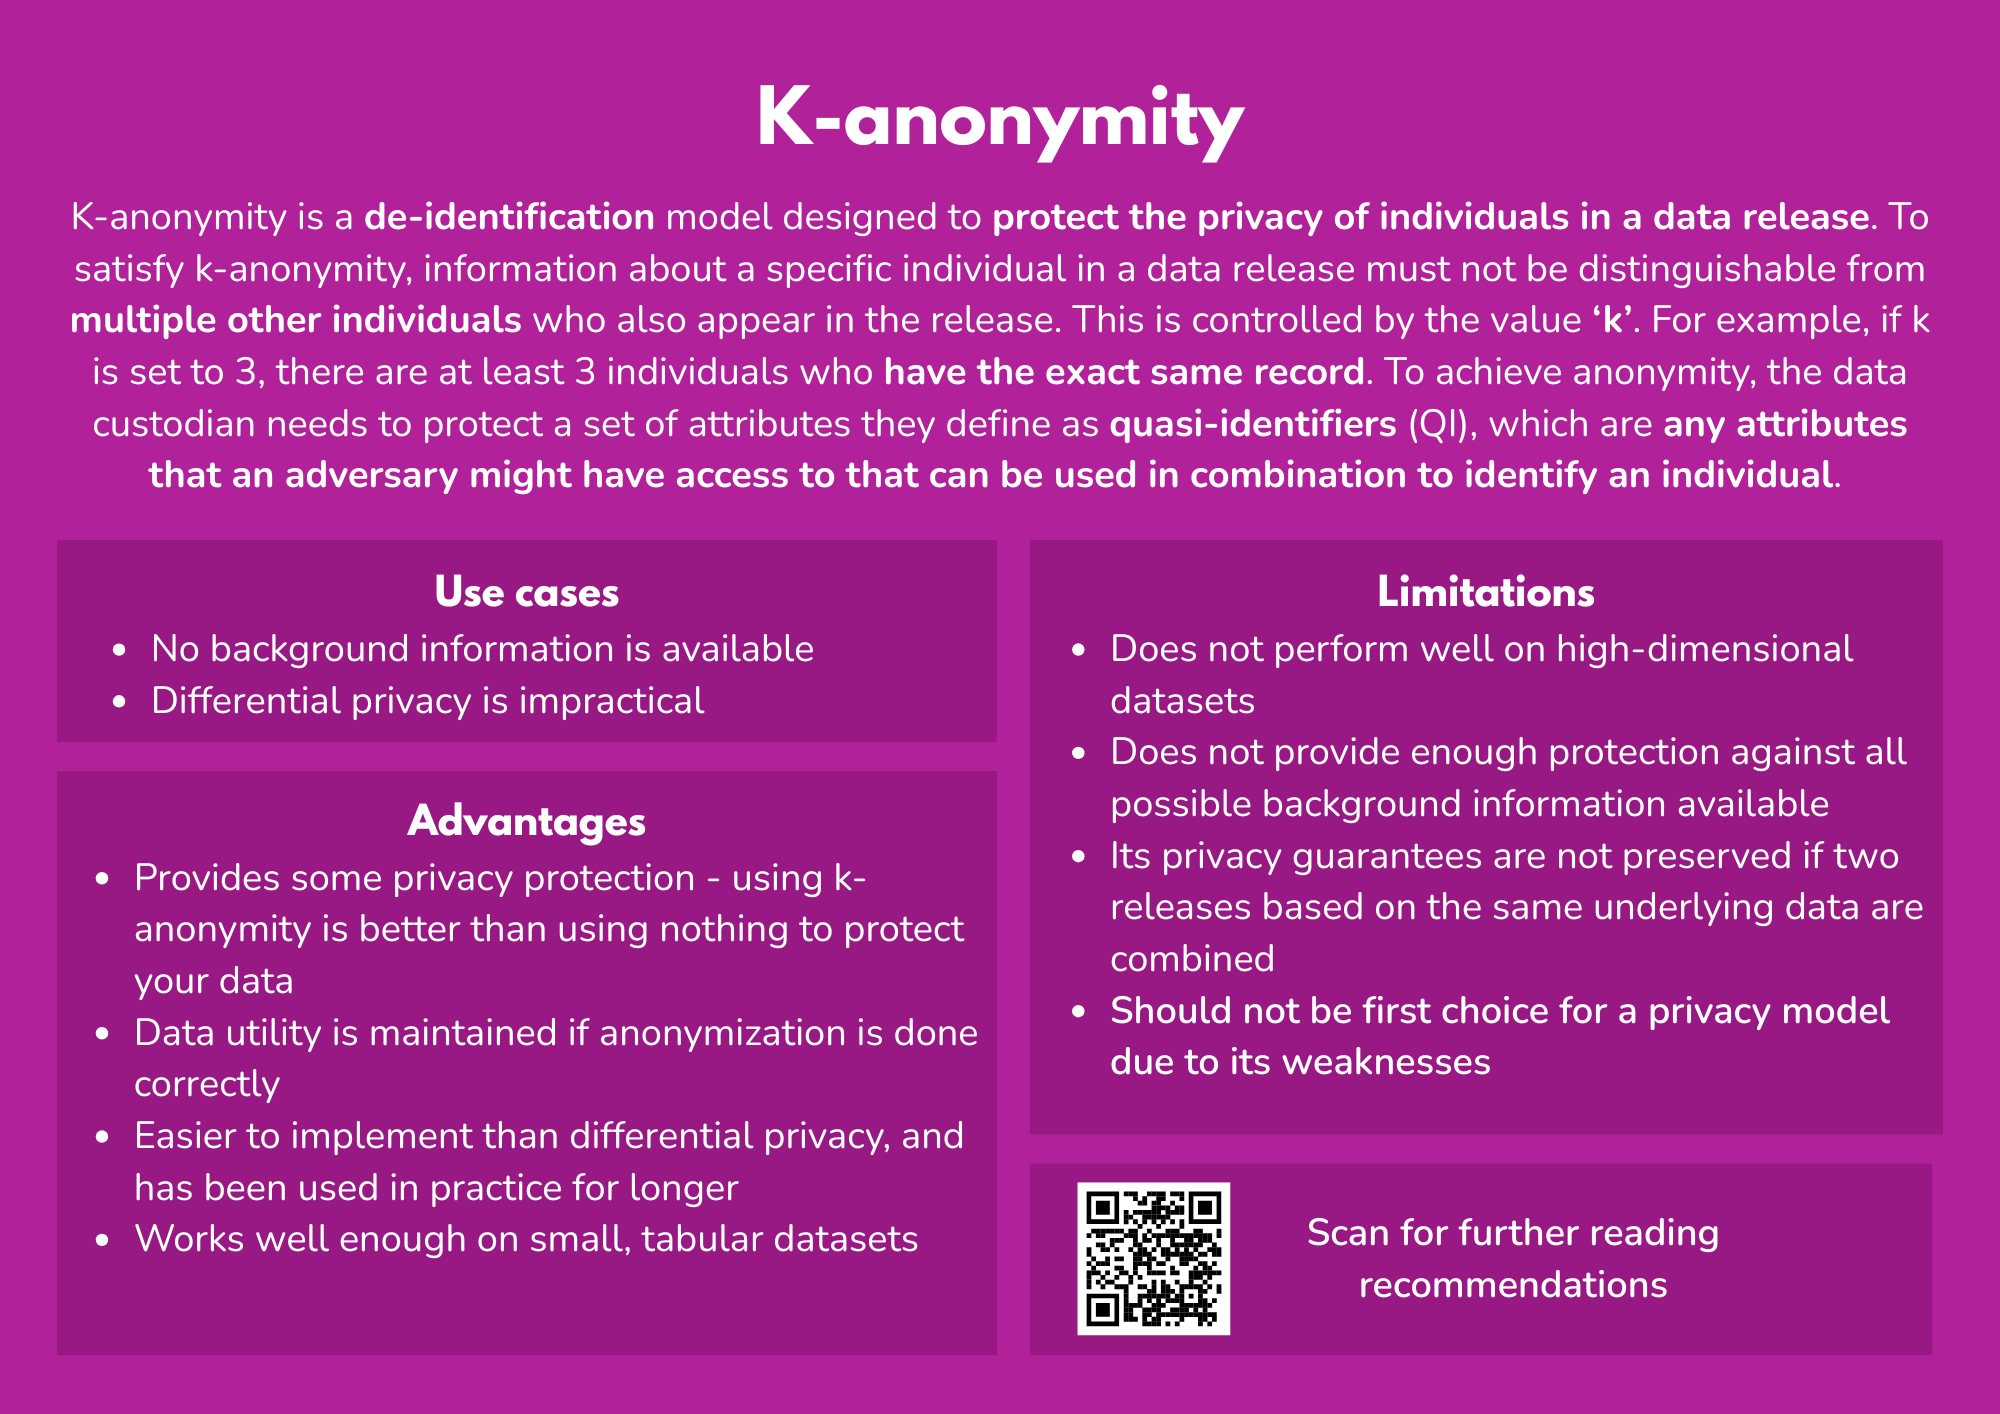 K-anonymity
K-anonymity is a de-identification model designed to protect the privacy of individuals in a data release. To
satisfy k-anonymity, information about a specific individual in a data release must not be distinguishable from
multiple other individuals who also appear in the release. This is controlled by the value ‘k’. For example, if k
is set to 3, there are at least 3 individuals who have the exact same record. To achieve anonymity, the data
custodian needs to protect a set of attributes they define as quasi-identifiers (QI), which are any attributes
that an adversary might have access to that can be used in combination to identify an individual.
Use cases
• No background information is available
• Differential privacy is impractical
Advantages
• Provides some privacy protection - using k-
anonymity is better than using nothing to protect
your data
• Data utility is maintained if anonymization is done
correctly
• Easier to implement than differential privacy, and
has been used in practice for longer
• Works well enough on small, tabular datasets
Limitations
• Does not perform well on high-dimensional
datasets
• Does not provide enough protection against all
possible background information available
• Its privacy guarantees are not preserved if two
releases based on the same underlying data are
combined
• Should not be first choice for a privacy model
due to its weaknesses
Scan for further reading
recommendations